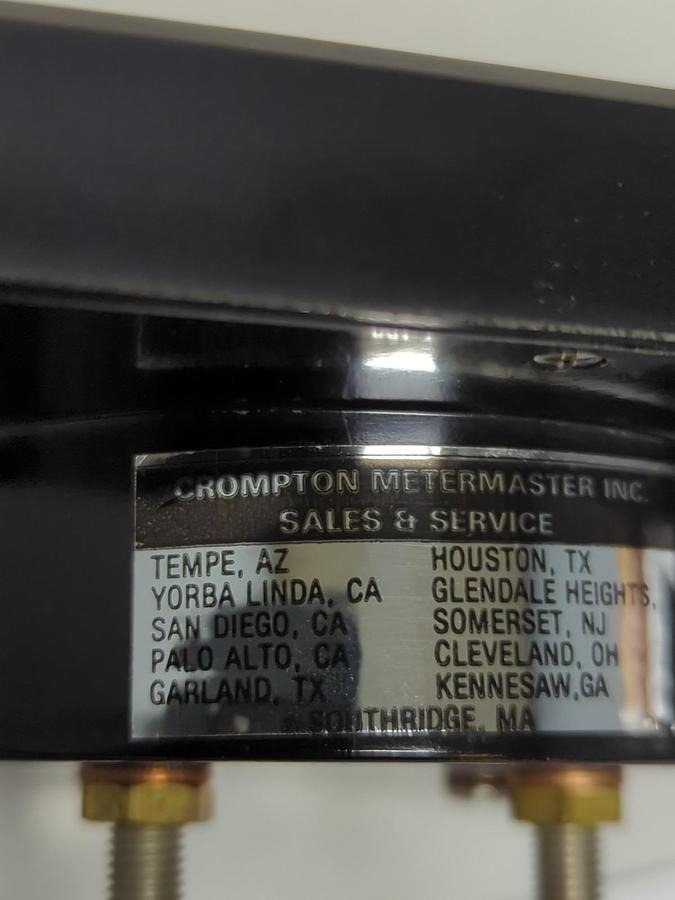 CROMPTON METERMASTER INC.
SALES & SERVICE
TEMPE, AZ
YORBA LINDA, CA
SAN DIEGO, CA
PALO ALTO, CA
GARLAND, TX
HOUSTON, TX
GLENDALE HEIGHTS,
SOMERSET, NJ
CLEVELAND, OH
KENNESAW,GA
SOUTHRIDGE, MA